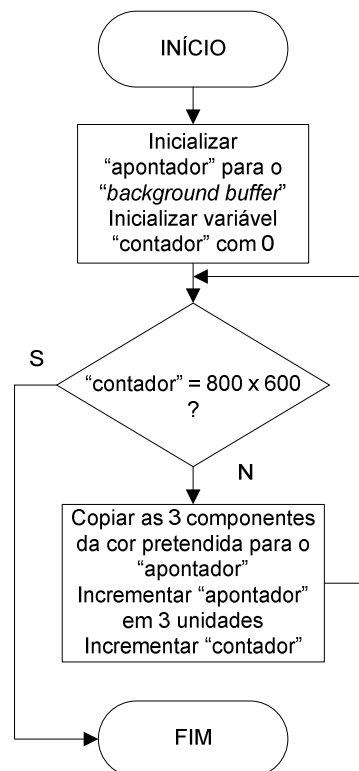 INÍCIO
Inicializar
“apontador” para o
“background buffer”
Inicializar variável
“contador” com 0
S
“contador” = 800 x 600
?
N
Copiar as 3 componentes
da cor pretendida para o
“apontador”
Incrementar “apontador”
em 3 unidades
Incrementar “contador”
FIM